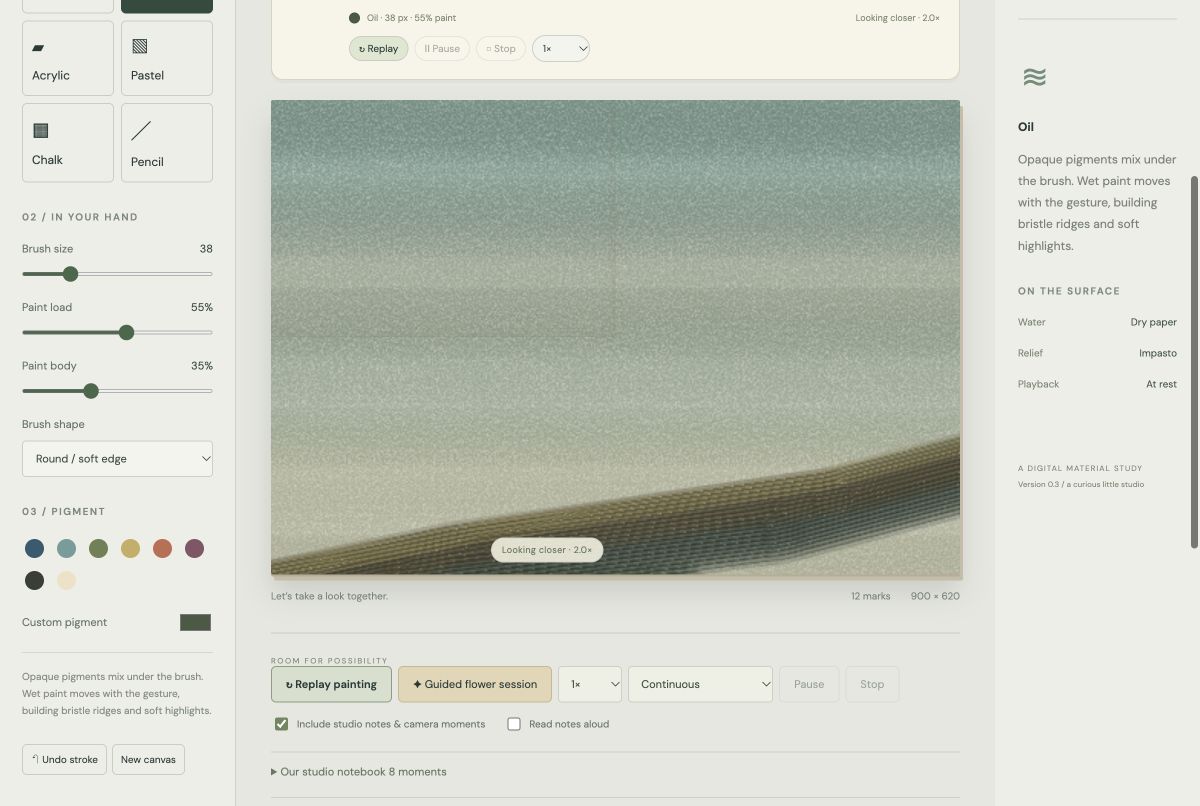 Acrylic
Pastel
Chalk
Pencil
02 / IN YOUR HAND
Brush size 38
Paint load 55%
Paint body 35%
Brush shape
Round / soft edge
03 / PIGMENT
Custom pigment
Opaque pigments mix under the brush.
Wet paint moves with the gesture,
building bristle ridges and soft highlights.
Undo stroke
New canvas
Oil · 38 px · 55% paint
Looking closer · 2.0×
↻ Replay
II Pause
▫ Stop
1×
Looking closer · 2.0×
Let's take a look together.
12 marks 900 × 620
ROOM FOR POSSIBILITY
↻ Replay painting
✦ Guided flower session
1×
Continuous
Pause
Stop
Include studio notes & camera moments
Read notes aloud
▶ Our studio notebook 8 moments
Oil
Opaque pigments mix under
the brush. Wet paint moves
with the gesture, building
bristle ridges and soft
highlights.
ON THE SURFACE
Water Dry paper
Relief Impasto
Playback At rest
A DIGITAL MATERIAL STUDY
Version 0.3 / a curious little studio